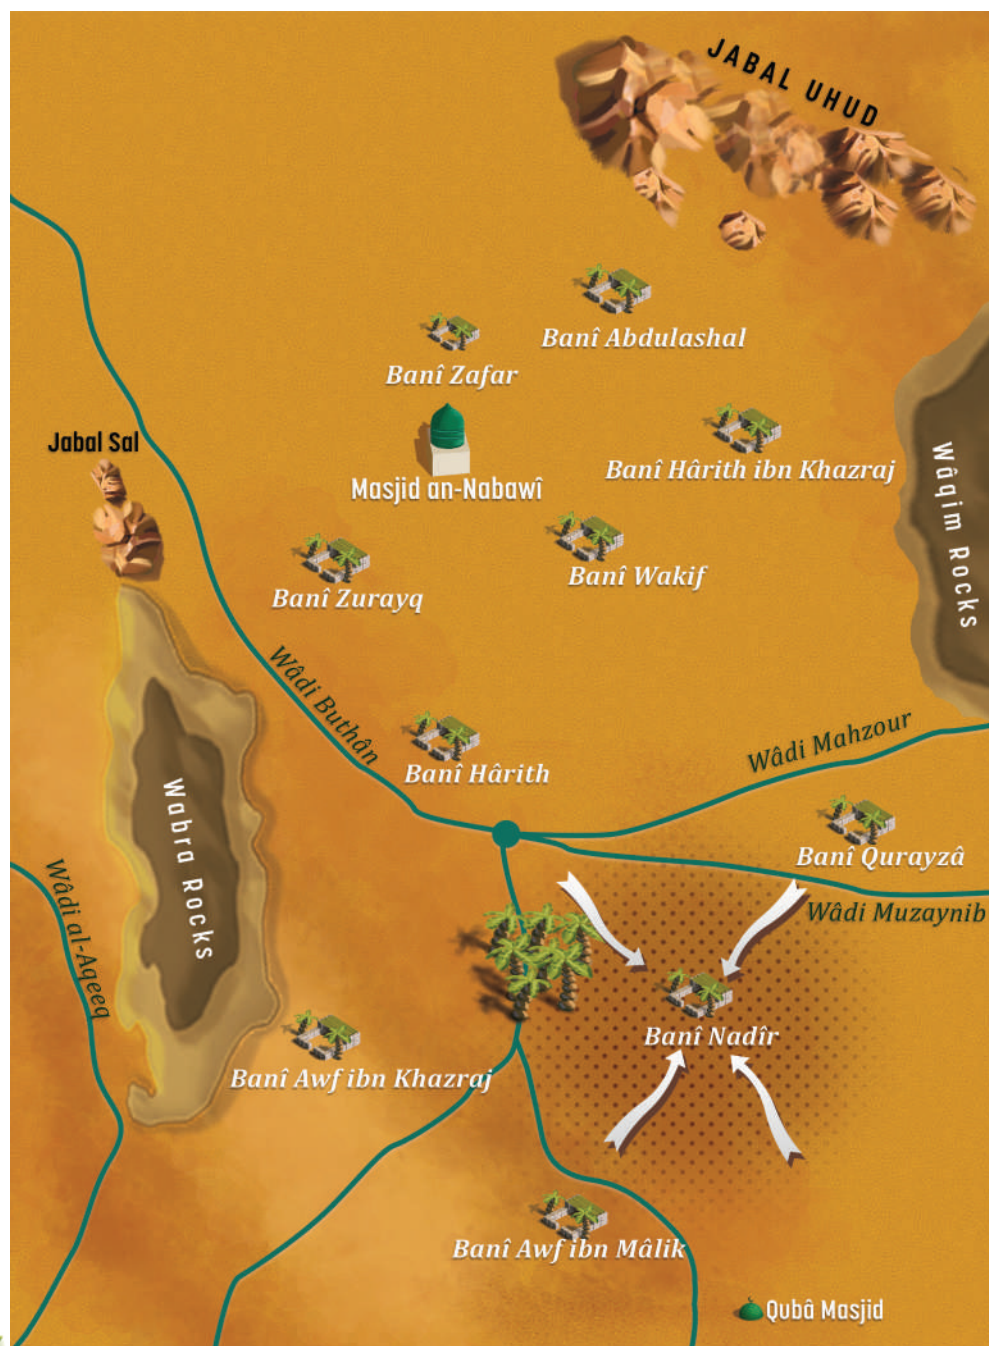 JABAL UHUD
Banî Abdulashal
Banî Zafar
Jabal Sal
Banî Hârith ibn Khazraj
Masjid an-Nabawî
Wâqim Rocks
Banî Wakif
Banî Zurayq
Wâdi Buthân
Wâdi Mahzour
Banî Hârith
Wabra Rocks
Banî Qurayzâ
Wâdi Muzaynib
Wâdi al-Aqeeq
Banî Nadîr
Banî Awf ibn Khazraj
Banî Awf ibn Mâlik
Qubâ Masjid